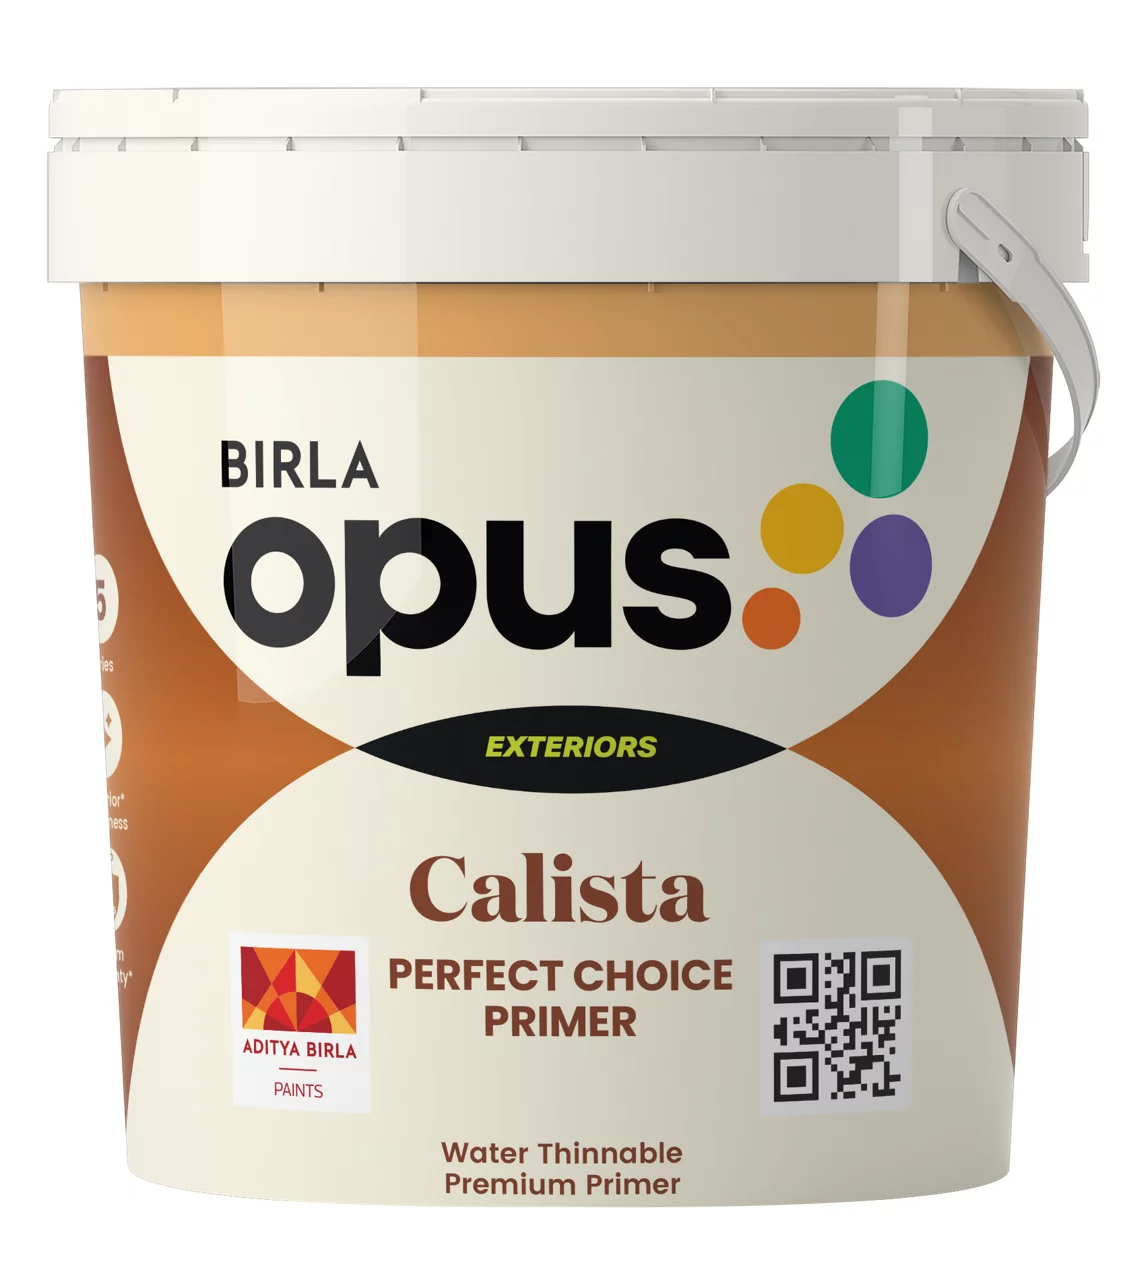 BIRLA
opus.
EXTERIORS
Calista
PERFECT CHOICE
PRIMER
ADITYA BIRLA
PAINTS
Water Thinnable
Premium Primer